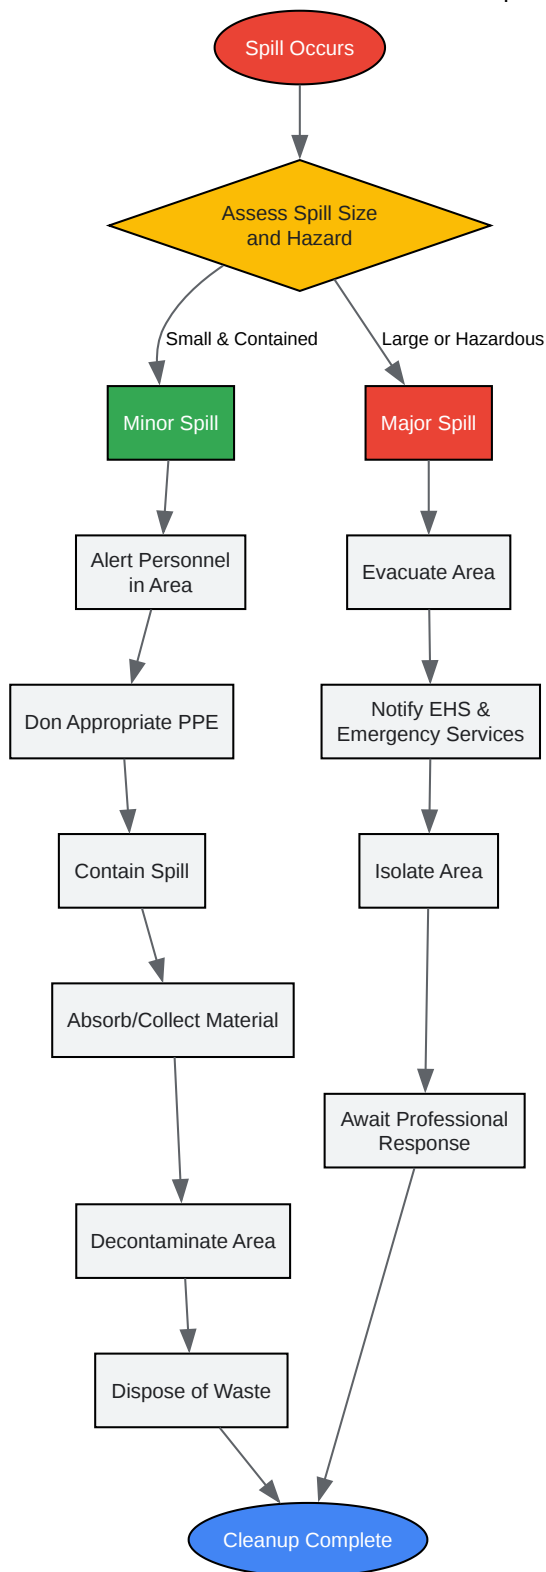 Spill Occurs
Assess Spill Size
and Hazard
Small & Contained
Large or Hazardous
Minor Spill
Major Spill
Alert Personnel
in Area
Evacuate Area
Don Appropriate PPE
Notify EHS &
Emergency Services
Contain Spill
Isolate Area
Absorb/Collect Material
Await Professional
Response
Decontaminate Area
Dispose of Waste
Cleanup Complete